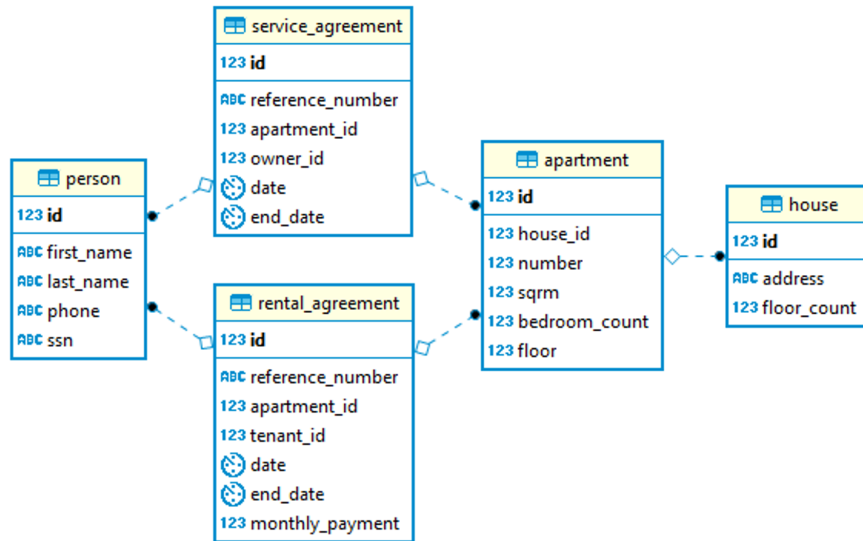 service_agreement
123 id
ABC reference_number
123 apartment_id
123 owner_id
date
end_date
person
123 id
ABC first_name
ABC last_name
ABC phone
ABC ssn
rental_agreement
123 id
ABC reference_number
123 apartment_id
123 tenant_id
date
end_date
123 monthly_payment
apartment
123 id
123 house_id
123 number
123 sqrm
123 bedroom_count
123 floor
house
123 id
ABC address
123 floor_count